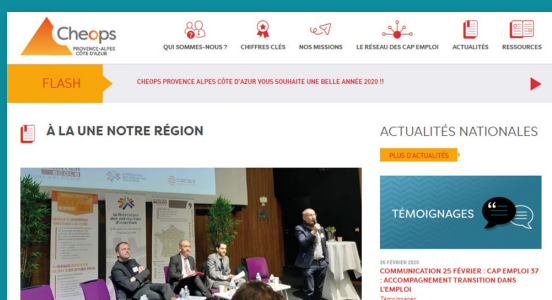 Cheops
PROVENCE-ALPES
CÔTE D'AZUR
QUI SOMMES-NOUS ?
CHIFFRES CLÉS
NOS MISSIONS
LE RÉSEAU DES CAP EMPLOI
ACTUALITÉS
RESSOURCES
FLASH
CHEOPS PROVENCE ALPES CÔTE D'AZUR VOUS SOUHAITE UNE BELLE ANNÉE 2020 !!
À LA UNE NOTRE RÉGION
ACTUALITÉS NATIONALES
PLUS D'ACTUALITÉS
TÉMOIGNAGES
26 FÉVRIER 2020
COMMUNICATION 25 FÉVRIER : CAP EMPLOI 37
: ACCOMPAGNEMENT TRANSITION DANS
L'EMPLOI
Témoignages